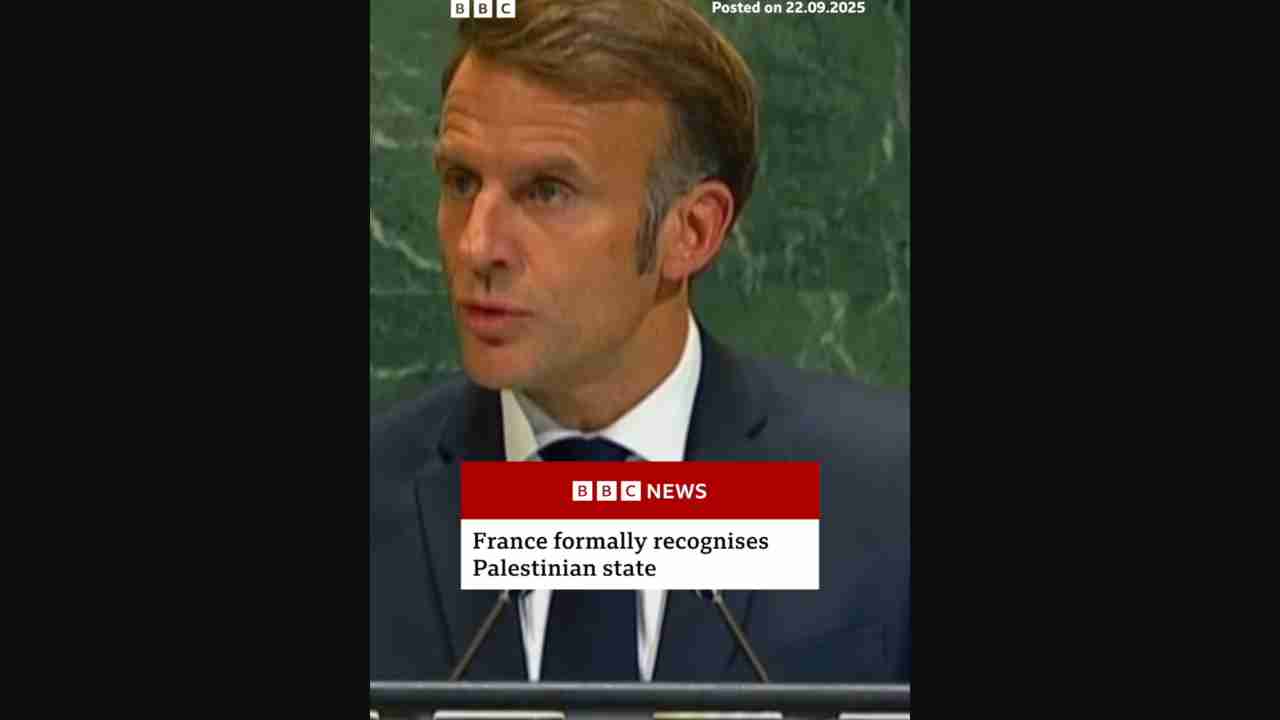 BBC
Posted on 22.09.2025
BBC NEWS
France formally recognises
Palestinian state